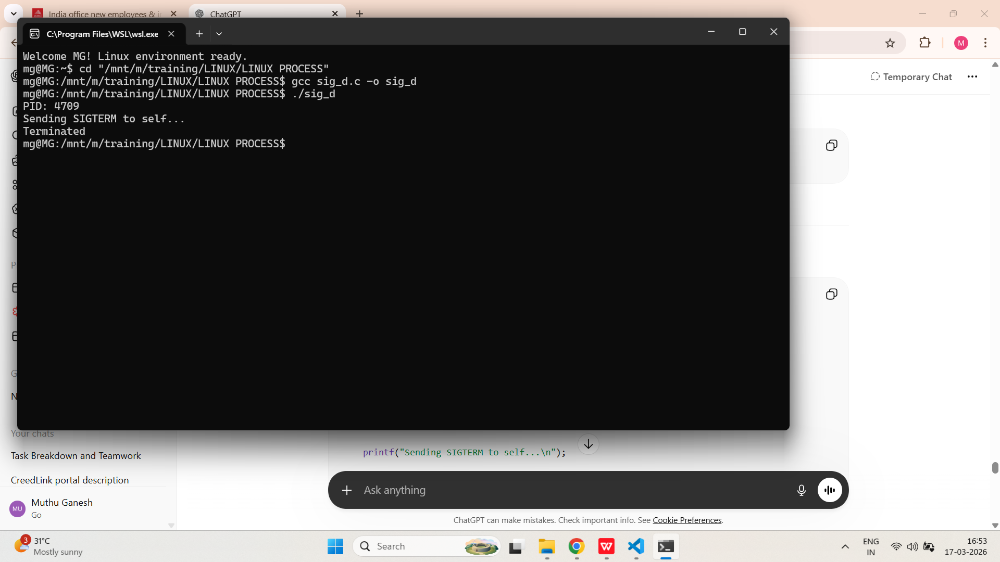 India office new employees & i
ChatGPT
C:\Program Files\WSL\wsl.exe
M
Welcome MG! Linux environment ready.
mg@MG:~$ cd "/mnt/m/training/LINUX/LINUX PROCESS"
mg@MG:/mnt/m/training/LINUX/LINUX PROCESS$ gcc sig_d.c -o sig_d
mg@MG:/mnt/m/training/LINUX/LINUX PROCESS$ ./sig_d
PID: 4709
Sending SIGTERM to self...
Terminated
mg@MG:/mnt/m/training/LINUX/LINUX PROCESS$
Temporary Chat
P
G
N
Your chats
Task Breakdown and Teamwork
CreedLink portal description
MU
Muthu Ganesh
Go
printf("Sending SIGTERM to self...\n");
Ask anything
ChatGPT can make mistakes. Check important info. See Cookie Preferences.
3
31°C
Mostly sunny
Search
W
ENG
IN
16:53
17-03-2026